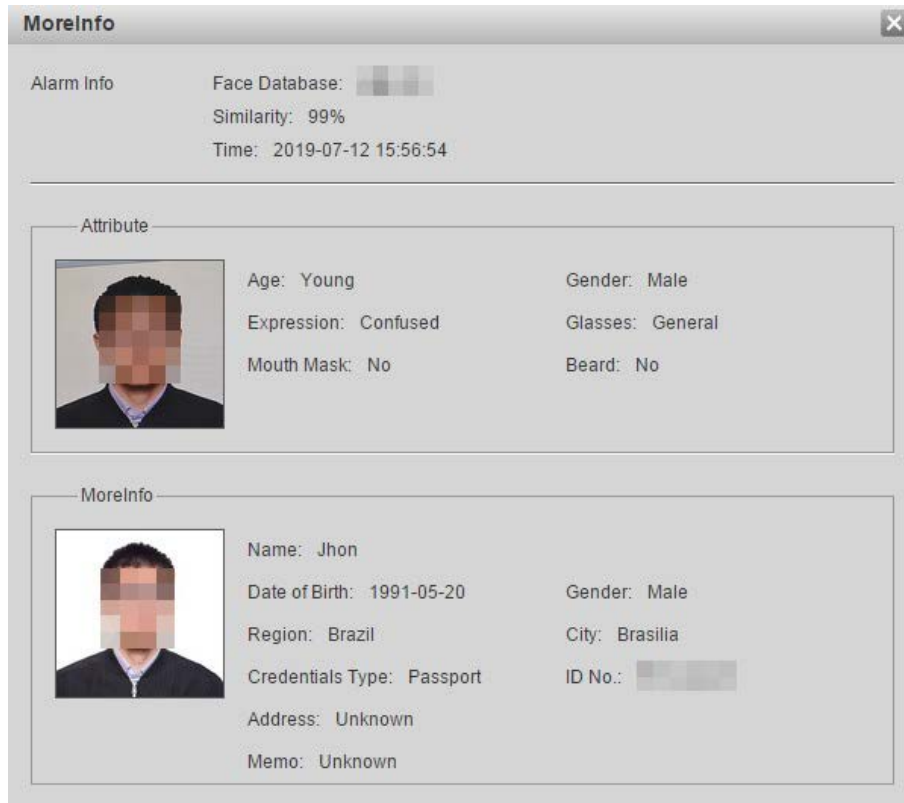 MoreInfo
Alarm Info Face Database:
Similarity: 99%
Time: 2019-07-12 15:56:54
Attribute
Age: Young Gender: Male
Expression: Confused Glasses: General
Mouth Mask: No Beard: No
MoreInfo
Name: Jhon
Date of Birth: 1991-05-20 Gender: Male
Region: Brazil City: Brasilia
Credentials Type: Passport ID No.:
Address: Unknown
Memo: Unknown